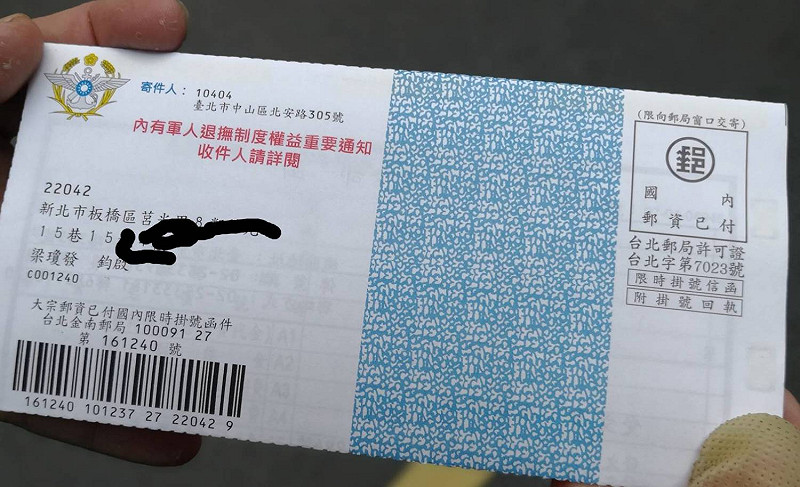 寄件人： 10404
臺北市中山區北安路305號
內有軍人退撫制度權益重要通知
收件人請詳閱
22042
新北市板橋區莒光里8
15巷15
梁瓊發 鈞啟
C001240
大宗郵資已付國內限時掛號函件
台北金南郵局 100091 27
第 161240 號
161240 101237 27 22042 9
(限向郵局窗口交寄)
郵
國內
郵資已付
台北郵局許可證
台北字第7023號
限時掛號信函
附掛號回執